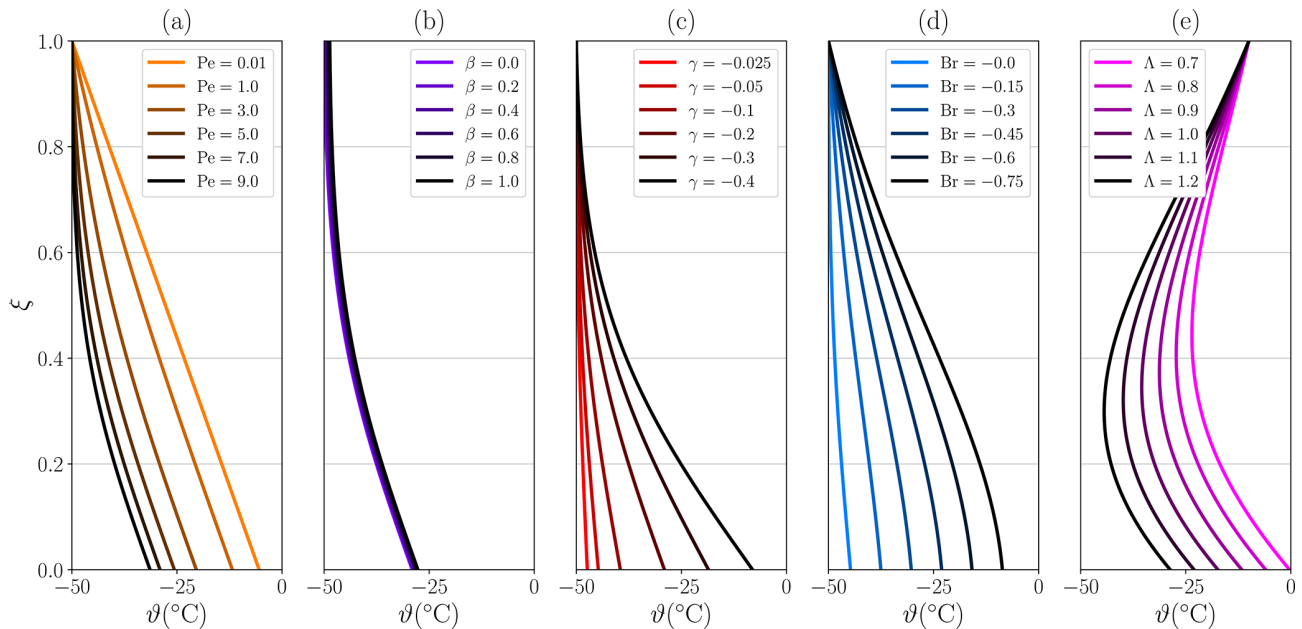 (a)
1.0
0.8
0.6
0.4
0.2
0.0
ξ
Pe = 0.01
Pe = 1.0
Pe = 3.0
Pe = 5.0
Pe = 7.0
Pe = 9.0
−50
−25
0
ϑ(°C)
(b)
β = 0.0
β = 0.2
β = 0.4
β = 0.6
β = 0.8
β = 1.0
−50
−25
0
ϑ(°C)
(c)
γ = −0.025
γ = −0.05
γ = −0.1
γ = −0.2
γ = −0.3
γ = −0.4
−50
−25
0
ϑ(°C)
(d)
Br = −0.0
Br = −0.15
Br = −0.3
Br = −0.45
Br = −0.6
Br = −0.75
−50
−25
0
ϑ(°C)
(e)
Λ = 0.7
Λ = 0.8
Λ = 0.9
Λ = 1.0
Λ = 1.1
Λ = 1.2
−50
−25
0
ϑ(°C)